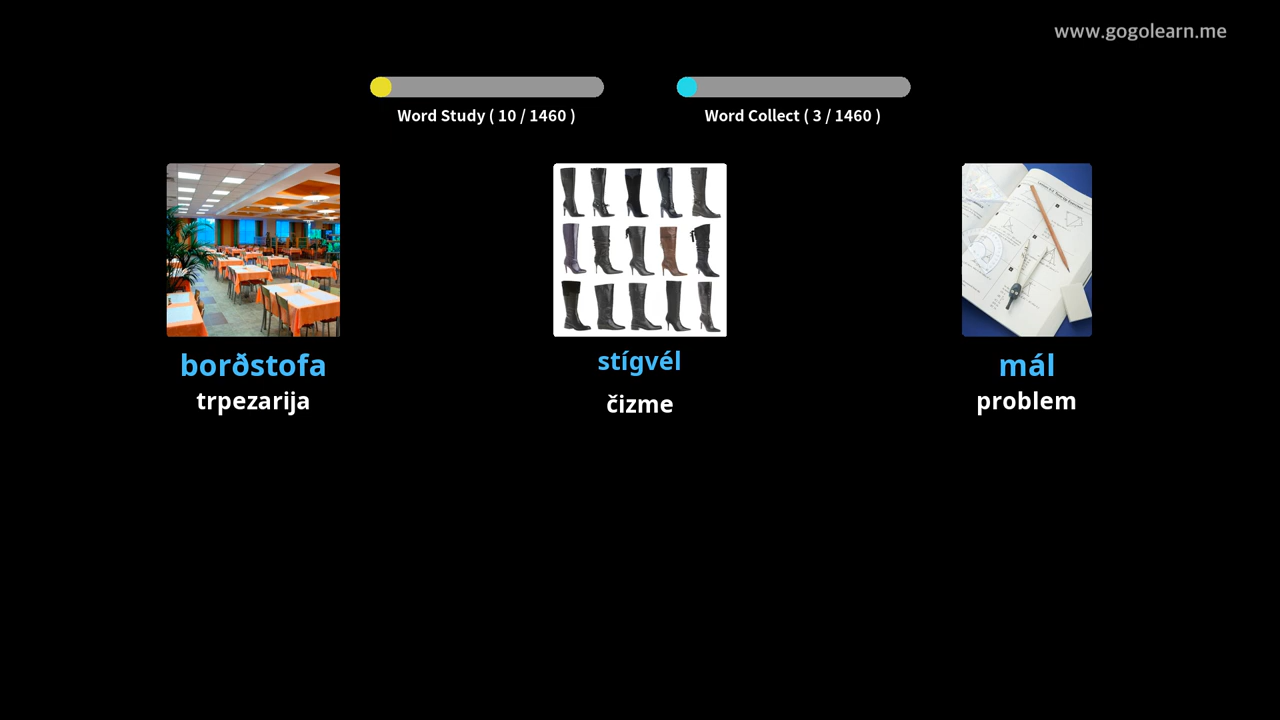 www.gogolearn.me
Word Study ( 10 / 1460 )
Word Collect ( 3 / 1460 )
borðstofa
trpezarija
stígvél
čizme
mál
problem